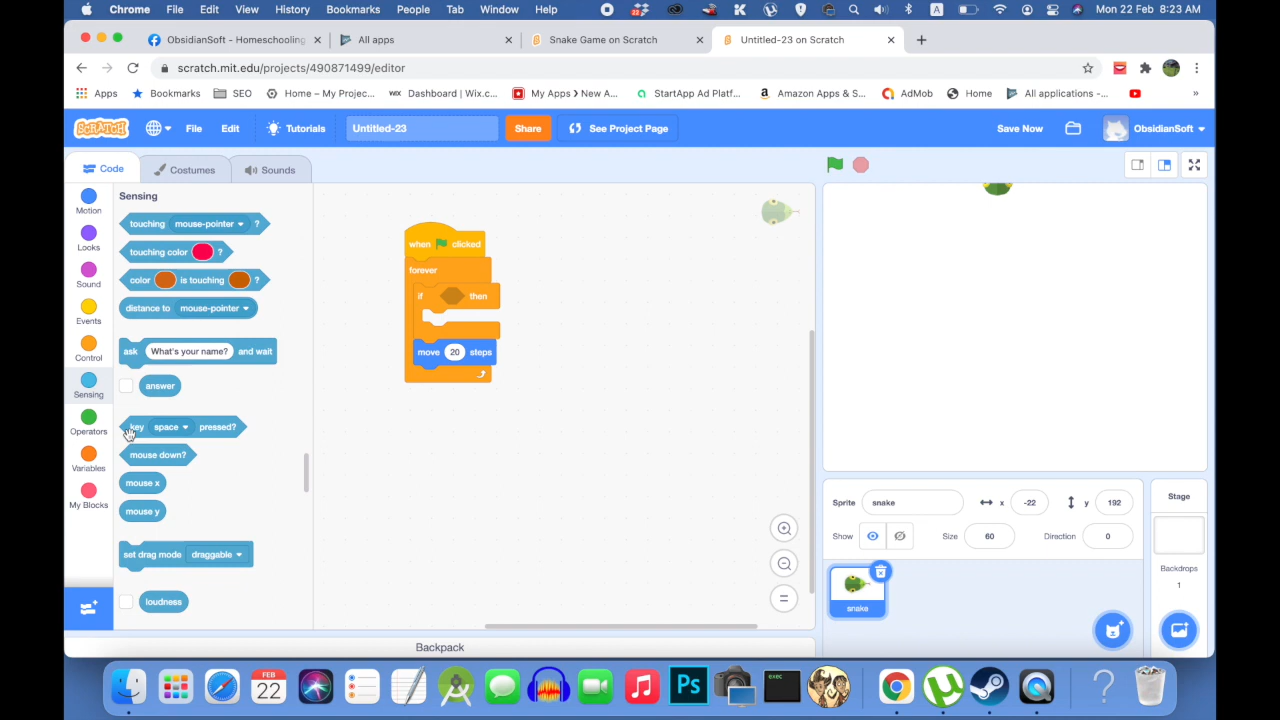 Chrome File Edit View History Bookmarks People Tab Window Help Mon 22 Feb 8:23 AM
ObsidianSoft - Homeschooling
All apps
Snake Game on Scratch
Untitled-23 on Scratch
scratch.mit.edu/projects/490871499/editor
Apps Bookmarks SEO Home – My Projec... WIX Dashboard | Wix.c... My Apps > New A... StartApp Ad Platf... Amazon Apps & S... AdMob Home All applications -... »
SCRATCH File Edit Tutorials Untitled-23 Share See Project Page Save Now ObsidianSoft
Code Costumes Sounds
Motion
Looks
Sound
Events
Control
Sensing
Operators
Variables
My Blocks
Sensing
touching mouse-pointer ?
touching color ?
color is touching ?
distance to mouse-pointer
ask What's your name? and wait
answer
key space pressed?
mouse down?
mouse x
mouse y
set drag mode draggable
loudness
when clicked
forever
if then
move 20 steps
Backpack
Sprite snake x -22 y 192
Show Size 60 Direction 0
snake
Stage
Backdrops
1
FEB
22
Ps
exec